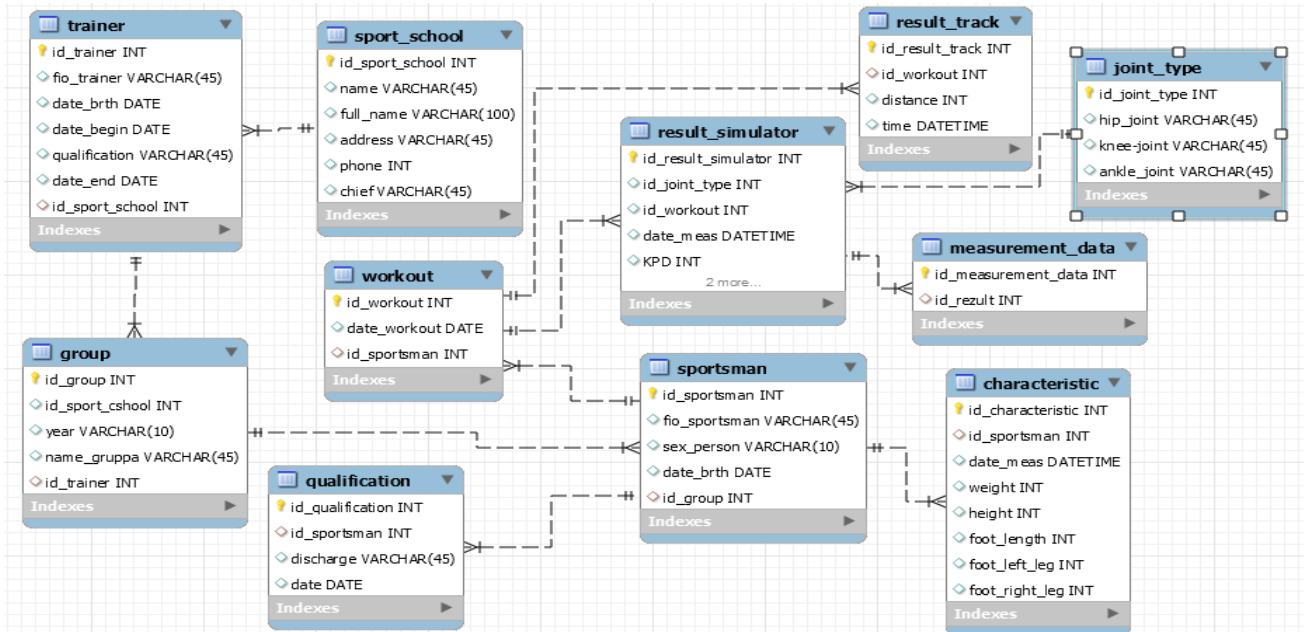 trainer
id_trainer INT
fio_trainer VARCHAR(45)
date_brth DATE
date_begin DATE
qualification VARCHAR(45)
date_end DATE
id_sport_school INT
Indexes
sport_school
id_sport_school INT
name VARCHAR(45)
full_name VARCHAR(100)
address VARCHAR(45)
phone INT
chief VARCHAR(45)
Indexes
result_track
id_result_track INT
id_workout INT
distance INT
time DATETIME
Indexes
joint_type
id_joint_type INT
hip_joint VARCHAR(45)
knee-joint VARCHAR(45)
ankle_joint VARCHAR(45)
Indexes
result_simulator
id_result_simulator INT
id_joint_type INT
id_workout INT
date_meas DATETIME
KPD INT
2 more...
Indexes
measurement_data
id_measurement_data INT
id_rezult INT
Indexes
workout
id_workout INT
date_workout DATE
id_sportsman INT
Indexes
group
id_group INT
id_sport_cshool INT
year VARCHAR(10)
name_gruppa VARCHAR(45)
id_trainer INT
Indexes
sportsman
id_sportsman INT
fio_sportsman VARCHAR(45)
sex_person VARCHAR(10)
date_brth DATE
id_group INT
Indexes
characteristic
id_characteristic INT
id_sportsman INT
date_meas DATETIME
weight INT
height INT
foot_length INT
foot_left_leg INT
foot_right_leg INT
Indexes
qualification
id_qualification INT
id_sportsman INT
discharge VARCHAR(45)
date DATE
Indexes